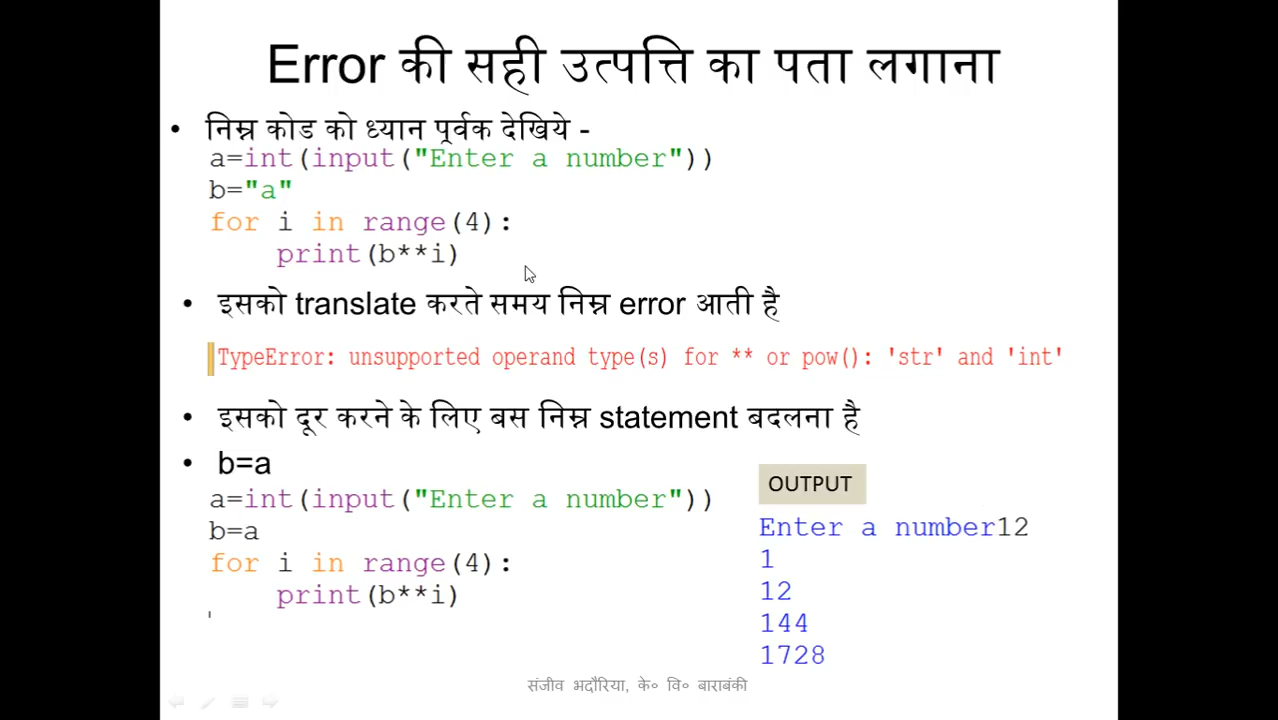 Error की सही उत्पत्ति का पता लगाना
• निम्न कोड को ध्यान पूर्वक देखिये -
a=int(input("Enter a number"))
b="a"
for i in range(4):
    print(b**i)
• इसको translate करते समय निम्न error आती है
TypeError: unsupported operand type(s) for ** or pow(): 'str' and 'int'
• इसको दूर करने के लिए बस निम्न statement बदलना है
• b=a
a=int(input("Enter a number"))
b=a
for i in range(4):
    print(b**i)
OUTPUT
Enter a number12
1
12
144
1728
संजीव भदौरिया, के० वि० बाराबंकी